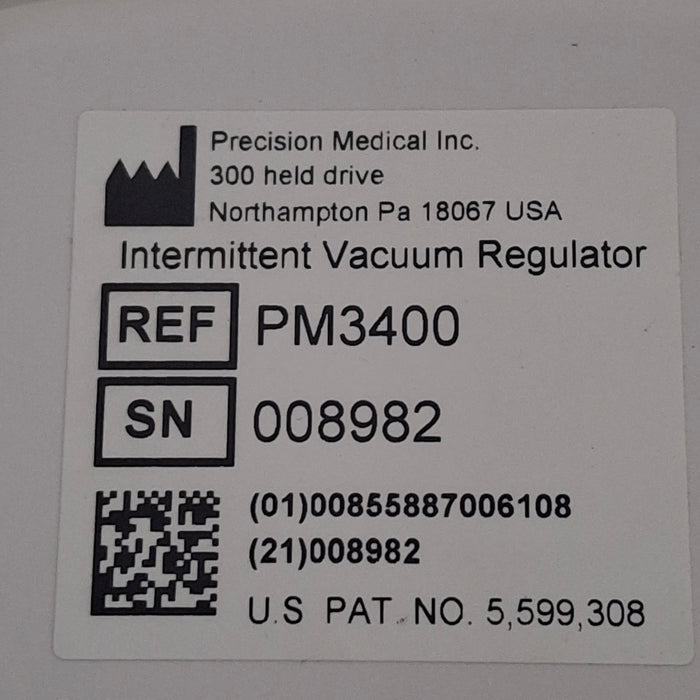 Precision Medical Inc.
300 held drive
Northampton Pa 18067 USA
Intermittent Vacuum Regulator
REF PM3400
SN 008982
(01)00855887006108
(21)008982
U.S PAT. NO. 5,599,308